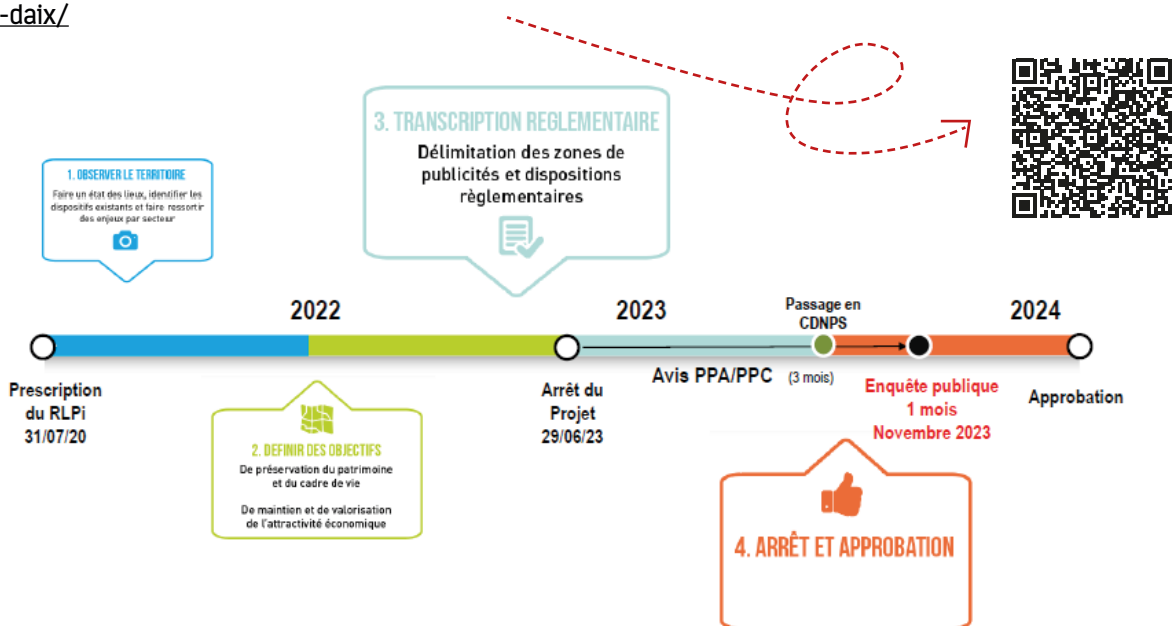 -daix/
3. TRANSCRIPTION REGLEMENTAIRE
Délimitation des zones de
publicités et dispositions
règlementaires
1. OBSERVER LE TERRITOIRE
Faire un état des lieux, identifier les
dispositifs existants et faire ressortir
des enjeux par secteur
2022
2023
Passage en
CDNPS
2024
Prescription
du RLPi
31/07/20
Arrêt du
Projet
29/06/23
Avis PPA/PPC (3 mois)
Enquête publique
1 mois
Novembre 2023
Approbation
2. DEFINIR DES OBJECTIFS
De préservation du patrimoine
et du cadre de vie
De maintien et de valorisation
de l'attractivité économique
4. ARRÊT ET APPROBATION